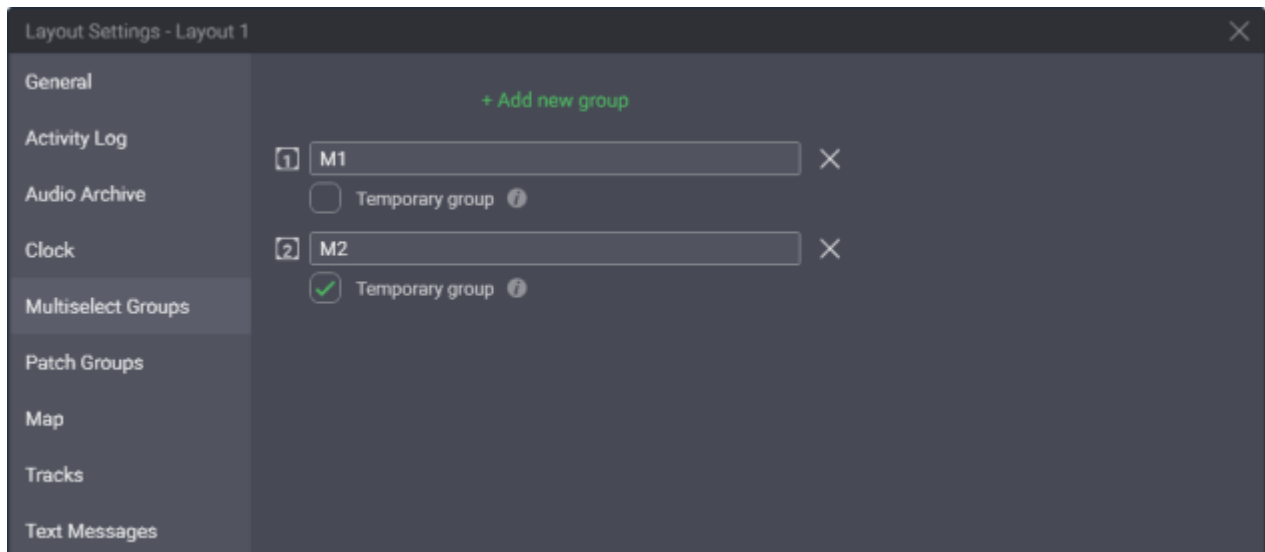 Layout Settings - Layout 1
General
Activity Log
Audio Archive
Clock
Multiselect Groups
Patch Groups
Map
Tracks
Text Messages
+ Add new group
1 M1
Temporary group i
2 M2
Temporary group i